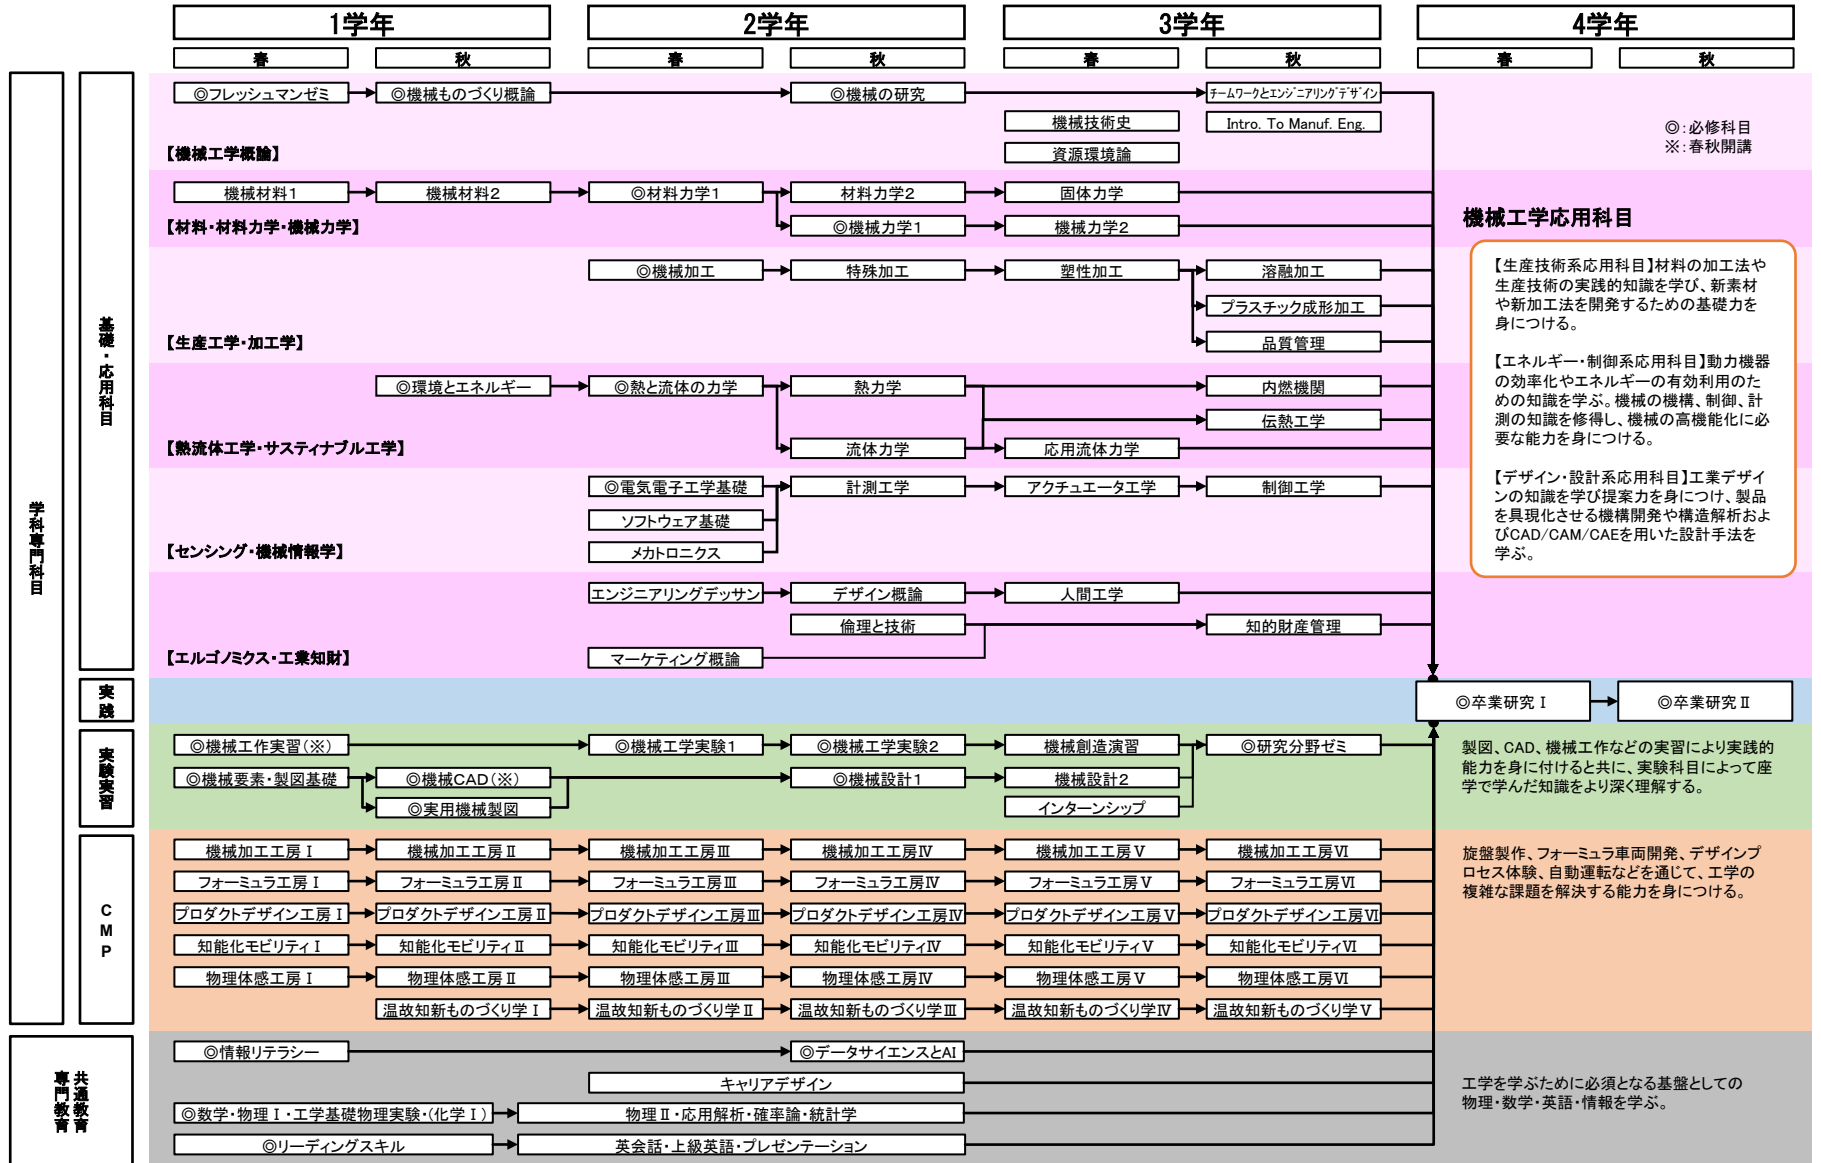 1学年
2学年
3学年
4学年
春
秋
春
秋
春
秋
春
秋
学科専門科目
基礎・応用科目
◎フレッシュマンゼミ
◎機械ものづくり概論
◎機械の研究
チームワークとエンジニアリングデザイン
機械技術史
Intro. To Manuf. Eng.
資源環境論
【機械工学概論】
◎:必修科目
※:春秋開講
機械材料1
機械材料2
◎材料力学1
材料力学2
固体力学
◎機械力学1
機械力学2
【材料・材料力学・機械力学】
◎機械加工
特殊加工
塑性加工
溶融加工
プラスチック成形加工
品質管理
【生産工学・加工学】
◎環境とエネルギー
◎熱と流体の力学
熱力学
内燃機関
伝熱工学
流体力学
応用流体力学
【熱流体工学・サスティナブル工学】
◎電気電子工学基礎
計測工学
アクチュエータ工学
制御工学
ソフトウェア基礎
メカトロニクス
【センシング・機械情報学】
エンジニアリングデッサン
デザイン概論
人間工学
倫理と技術
知的財産管理
マーケティング概論
【エルゴノミクス・工業知財】
機械工学応用科目
【生産技術系応用科目】材料の加工法や
生産技術の実践的知識を学び、新素材
や新加工法を開発するための基礎力を
身につける。
【エネルギー・制御系応用科目】動力機器
の効率化やエネルギーの有効利用のた
めの知識を学ぶ。機械の機構、制御、計
測の知識を修得し、機械の高機能化に必
要な能力を身につける。
【デザイン・設計系応用科目】工業デザイ
ンの知識を学び提案力を身につけ、製品
を具現化させる機構開発や構造解析およ
びCAD/CAM/CAEを用いた設計手法を
学ぶ。
実践
◎卒業研究Ⅰ
◎卒業研究Ⅱ
実験実習
◎機械工作実習(※)
◎機械工学実験1
◎機械工学実験2
機械創造演習
◎研究分野ゼミ
◎機械要素・製図基礎
◎機械CAD(※)
◎機械設計1
機械設計2
◎実用機械製図
インターンシップ
製図、CAD、機械工作などの実習により実践的
能力を身に付けると共に、実験科目によって座
学で学んだ知識をより深く理解する。
CMP
機械加工工房Ⅰ
機械加工工房Ⅱ
機械加工工房Ⅲ
機械加工工房Ⅳ
機械加工工房Ⅴ
機械加工工房Ⅵ
フォーミュラ工房Ⅰ
フォーミュラ工房Ⅱ
フォーミュラ工房Ⅲ
フォーミュラ工房Ⅳ
フォーミュラ工房Ⅴ
フォーミュラ工房Ⅵ
プロダクトデザイン工房Ⅰ
プロダクトデザイン工房Ⅱ
プロダクトデザイン工房Ⅲ
プロダクトデザイン工房Ⅳ
プロダクトデザイン工房Ⅴ
プロダクトデザイン工房Ⅵ
知能化モビリティⅠ
知能化モビリティⅡ
知能化モビリティⅢ
知能化モビリティⅣ
知能化モビリティⅤ
知能化モビリティⅥ
物理体感工房Ⅰ
物理体感工房Ⅱ
物理体感工房Ⅲ
物理体感工房Ⅳ
物理体感工房Ⅴ
物理体感工房Ⅵ
温故知新ものづくり学Ⅰ
温故知新ものづくり学Ⅱ
温故知新ものづくり学Ⅲ
温故知新ものづくり学Ⅳ
温故知新ものづくり学Ⅴ
旋盤製作、フォーミュラ車両開発、デザインプ
ロセス体験、自動運転などを通じて、工学の
複雑な課題を解決する能力を身につける。
共通教育
専門教育
◎情報リテラシー
◎データサイエンスとAI
キャリアデザイン
◎数学・物理Ⅰ・工学基礎物理実験・(化学Ⅰ)
物理Ⅱ・応用解析・確率論・統計学
◎リーディングスキル
英会話・上級英語・プレゼンテーション
工学を学ぶために必須となる基盤としての
物理・数学・英語・情報を学ぶ。